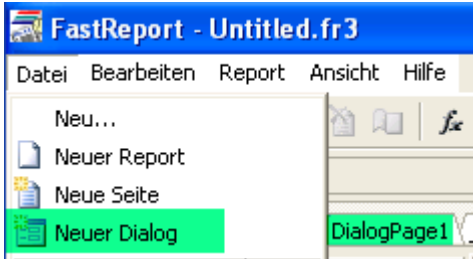 FastReport - Untitled.fr3
Datei Bearbeiten Report Ansicht Hilfe
Neu...
Neuer Report
Neue Seite
Neuer Dialog
DialogPage1